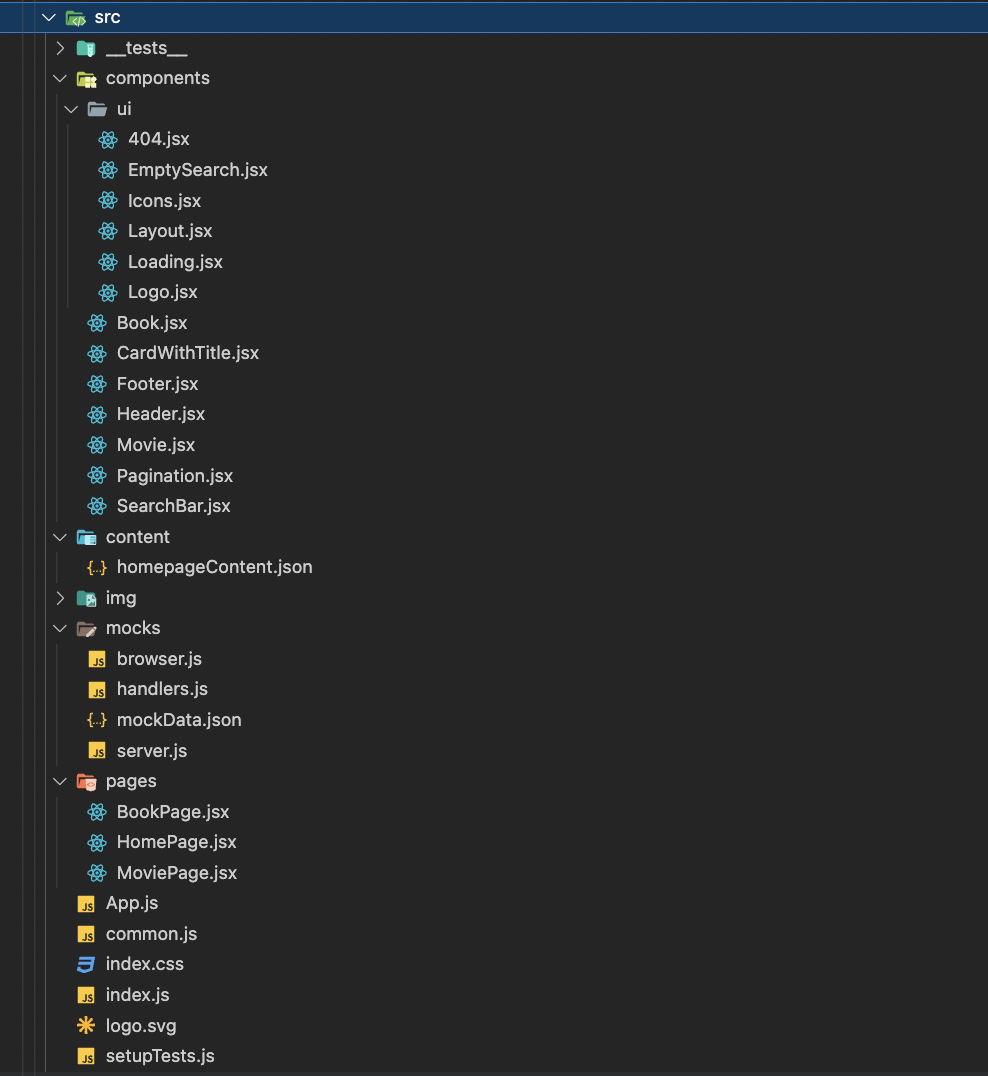 src
__tests__
components
ui
404.jsx
EmptySearch.jsx
Icons.jsx
Layout.jsx
Loading.jsx
Logo.jsx
Book.jsx
CardWithTitle.jsx
Footer.jsx
Header.jsx
Movie.jsx
Pagination.jsx
SearchBar.jsx
content
{..} homepageContent.json
img
mocks
JS browser.js
JS handlers.js
{..} mockData.json
JS server.js
pages
BookPage.jsx
HomePage.jsx
MoviePage.jsx
JS App.js
JS common.js
index.css
JS index.js
logo.svg
JS setupTests.js